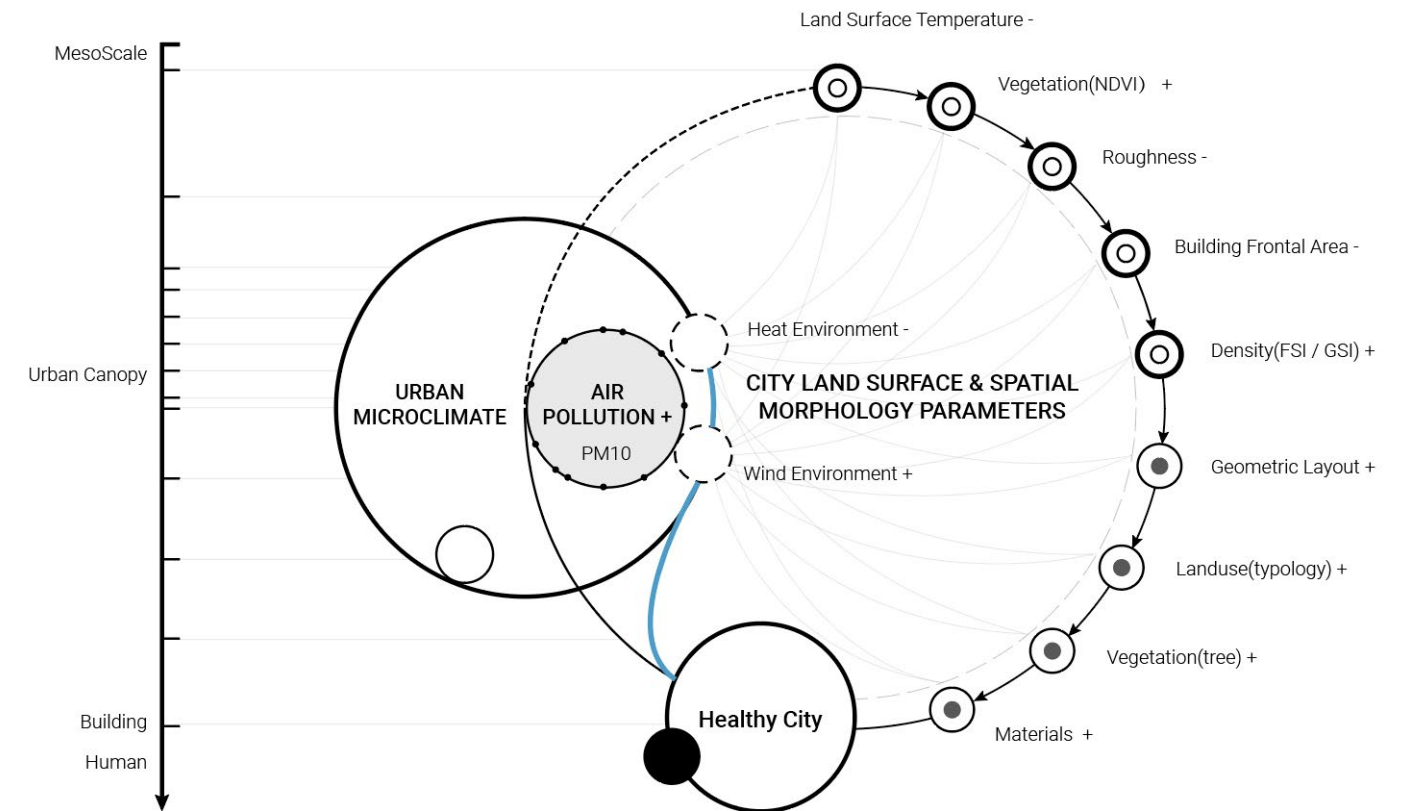 Land Surface Temperature -
MesoScale
Vegetation(NDVI) +
Roughness -
Building Frontal Area -
Heat Environment -
Density(FSI / GSI) +
Urban Canopy
URBAN
MICROCLIMATE
AIR
POLLUTION +
PM10
CITY LAND SURFACE & SPATIAL
MORPHOLOGY PARAMETERS
Wind Environment +
Geometric Layout +
Landuse(typology) +
Vegetation(tree) +
Building
Healthy City
Materials +
Human